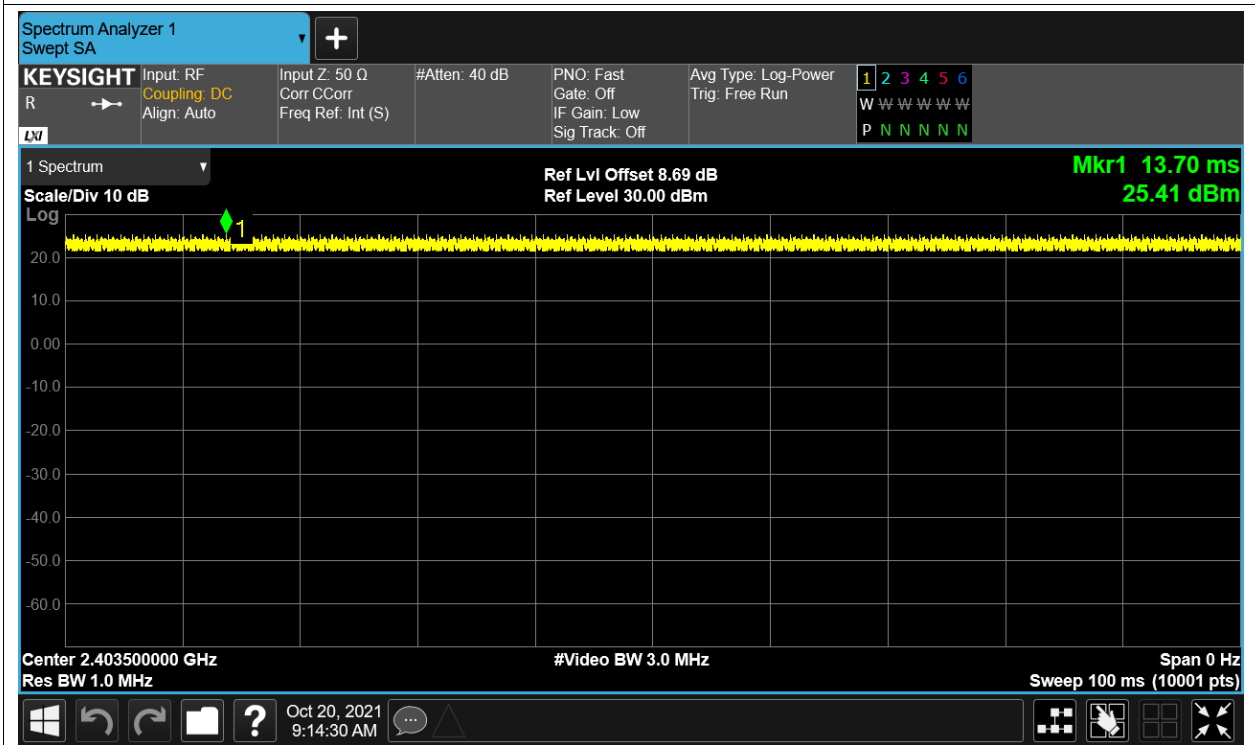 Spectrum Analyzer 1
Swept SA
KEYSIGHT Input: RF Input Z: 50 Ω #Atten: 40 dB PNO: Fast Avg Type: Log-Power 1 2 3 4 5 6
R Coupling: DC Corr CCorr Gate: Off Trig: Free Run W W W W W W
Align: Auto Freq Ref: Int (S) IF Gain: Low
LXI Sig Track: Off P N N N N N
1 Spectrum Ref Lvl Offset 8.69 dB Mkr1 13.70 ms
Scale/Div 10 dB Ref Level 30.00 dBm 25.41 dBm
Log
1
20.0
10.0
0.00
-10.0
-20.0
-30.0
-40.0
-50.0
-60.0
Center 2.403500000 GHz #Video BW 3.0 MHz Span 0 Hz
Res BW 1.0 MHz Sweep 100 ms (10001 pts)
? Oct 20, 2021
9:14:30 AM